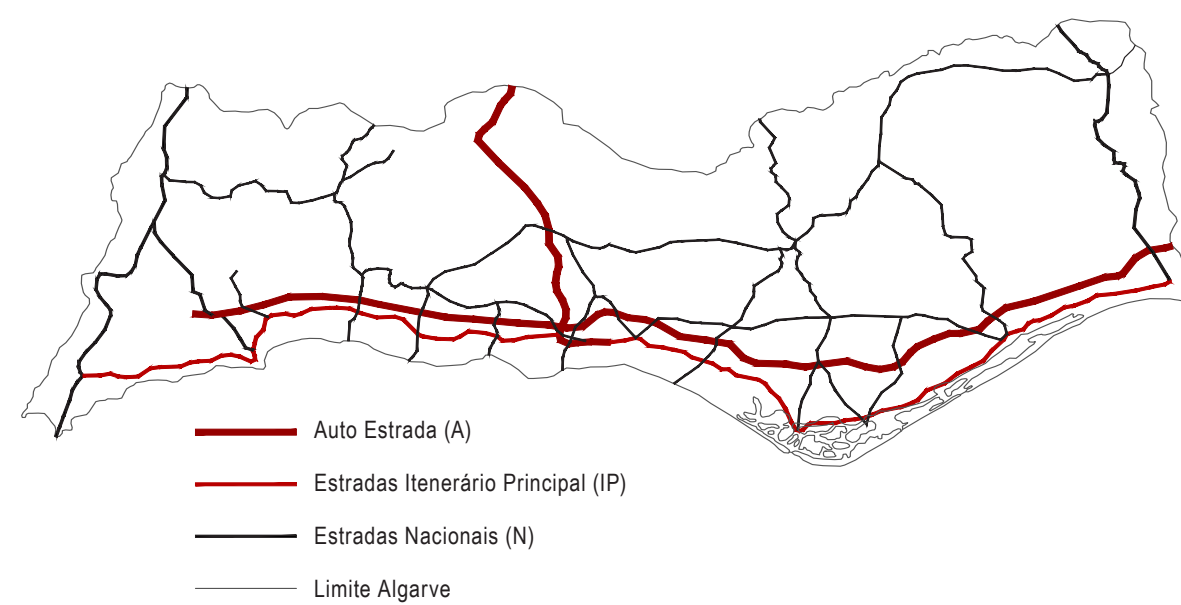 Auto Estrada (A)
Estradas Itenerário Principal (IP)
Estradas Nacionais (N)
Limite Algarve